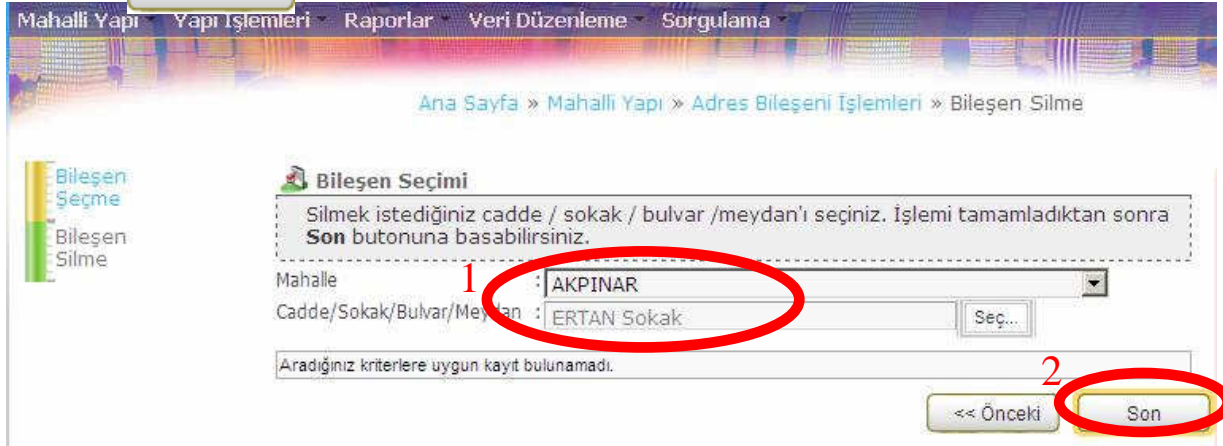 Mahalli Yapı Yapı İşlemleri Raporlar Veri Düzenleme Sorgulama
Ana Sayfa » Mahalli Yapı » Adres Bileşeni İşlemleri » Bileşen Silme
Bileşen
Seçme
Bileşen
Silme
Bileşen Seçimi
Silmek istediğiniz cadde / sokak / bulvar /meydan'ı seçiniz. İşlemi tamamladıktan sonra
Son butonuna basabilirsiniz.
1
Mahalle : AKPINAR
Cadde/Sokak/Bulvar/Meydan : ERTAN Sokak Seç...
Aradığınız kriterlere uygun kayıt bulunamadı.
2
<< Önceki Son